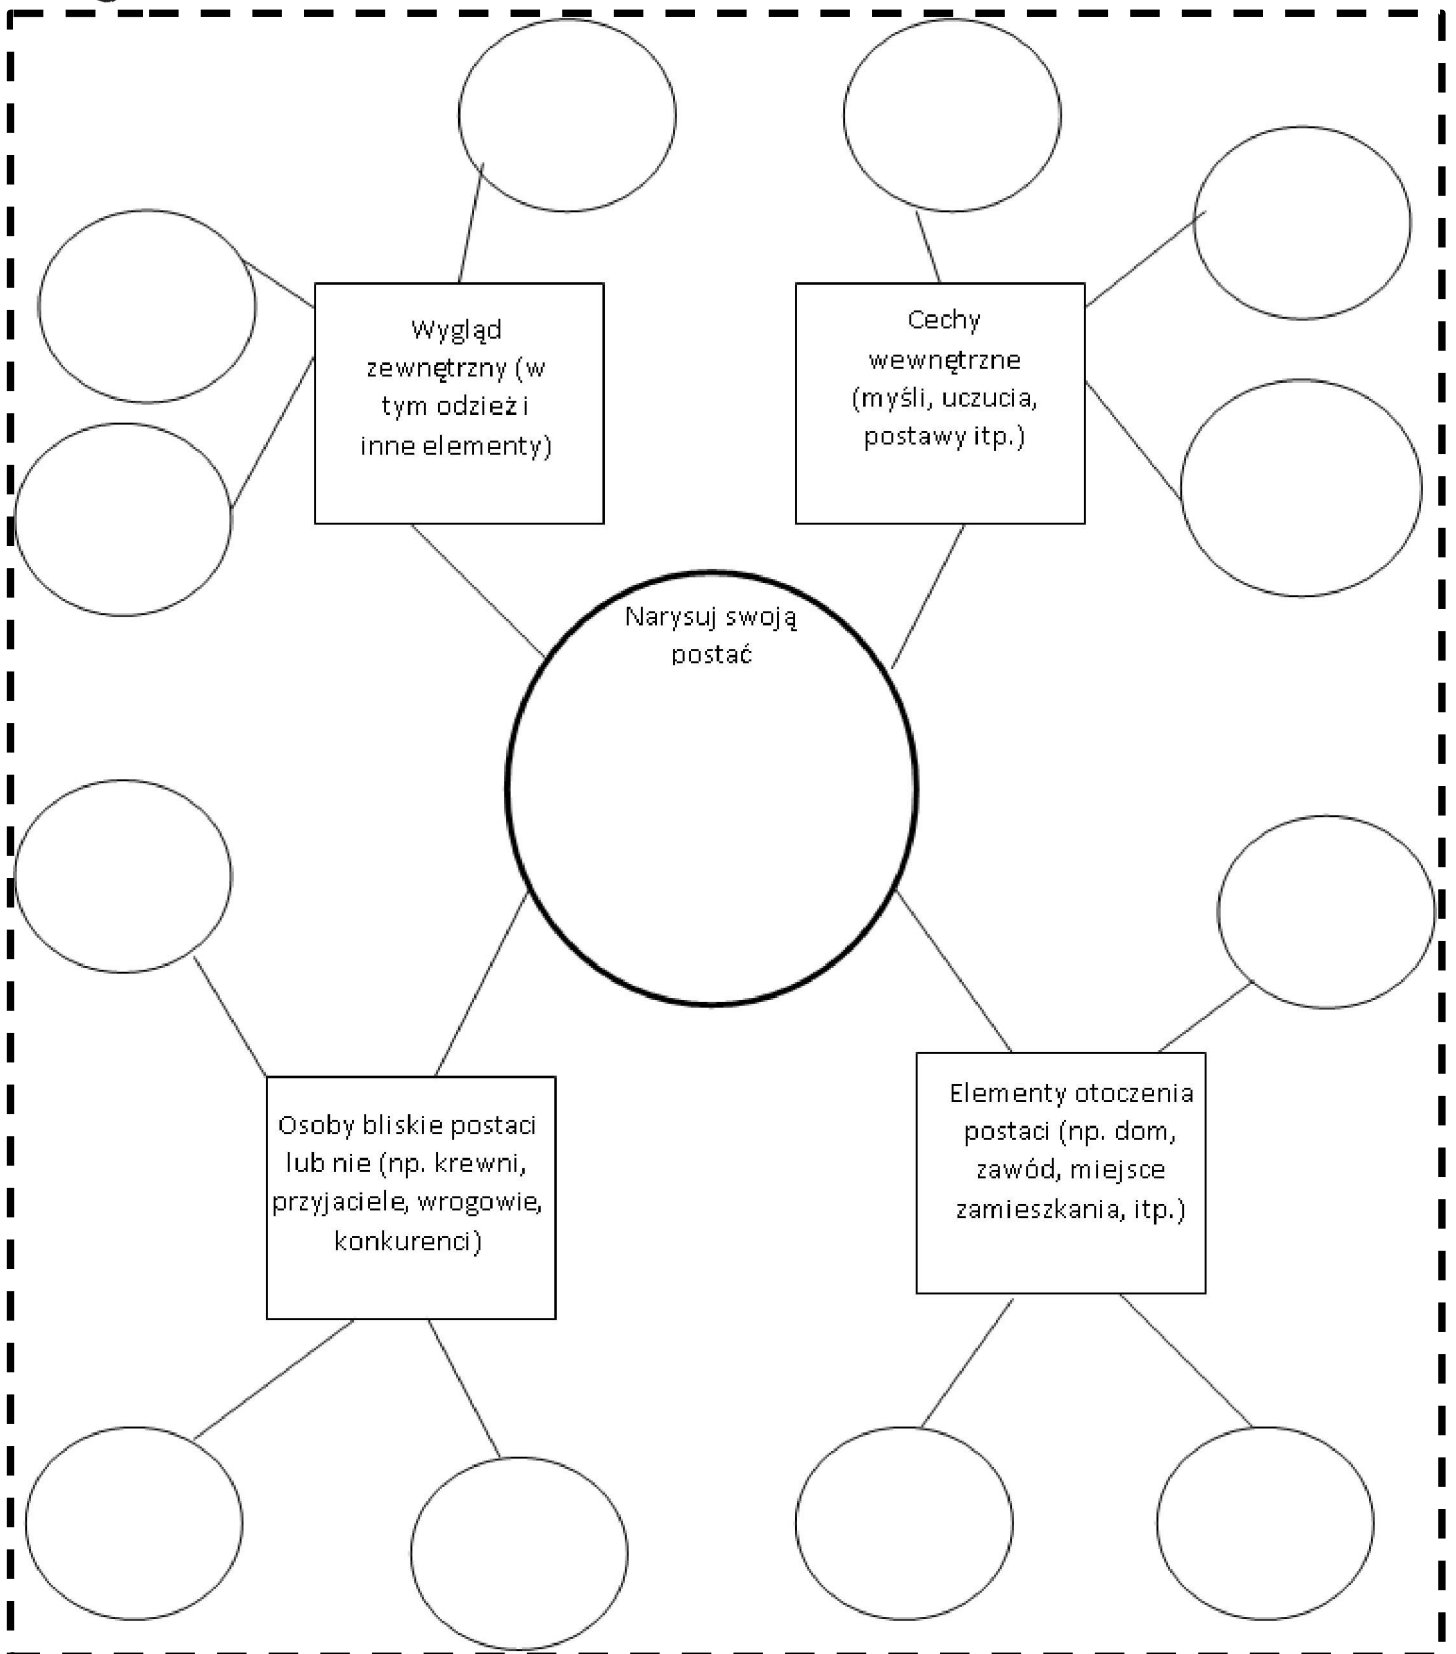 Wygląd
zewnętrzny (w
tym odzież i
inne elementy)
Cechy
wewnętrzne
(myśli, uczucia,
postawy itp.)
Narysuj swoją
postać
Osoby bliskie postaci
lub nie (np. krewni,
przyjaciele, wrogowie,
konkurenci)
Elementy otoczenia
postaci (np. dom,
zawód, miejsce
zamieszkania, itp.)